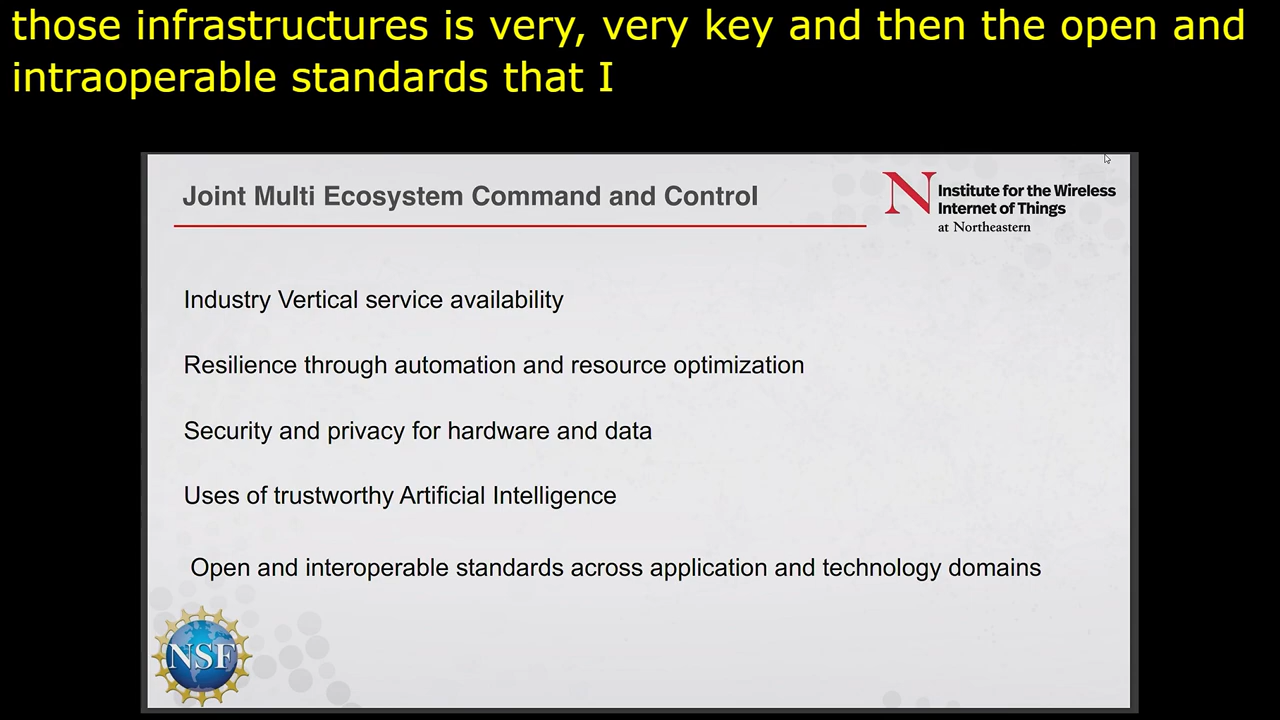 those infrastructures is very, very key and then the open and
intraoperable standards that I
Joint Multi Ecosystem Command and Control
N Institute for the Wireless
Internet of Things
at Northeastern
Industry Vertical service availability
Resilience through automation and resource optimization
Security and privacy for hardware and data
Uses of trustworthy Artificial Intelligence
Open and interoperable standards across application and technology domains
NSF